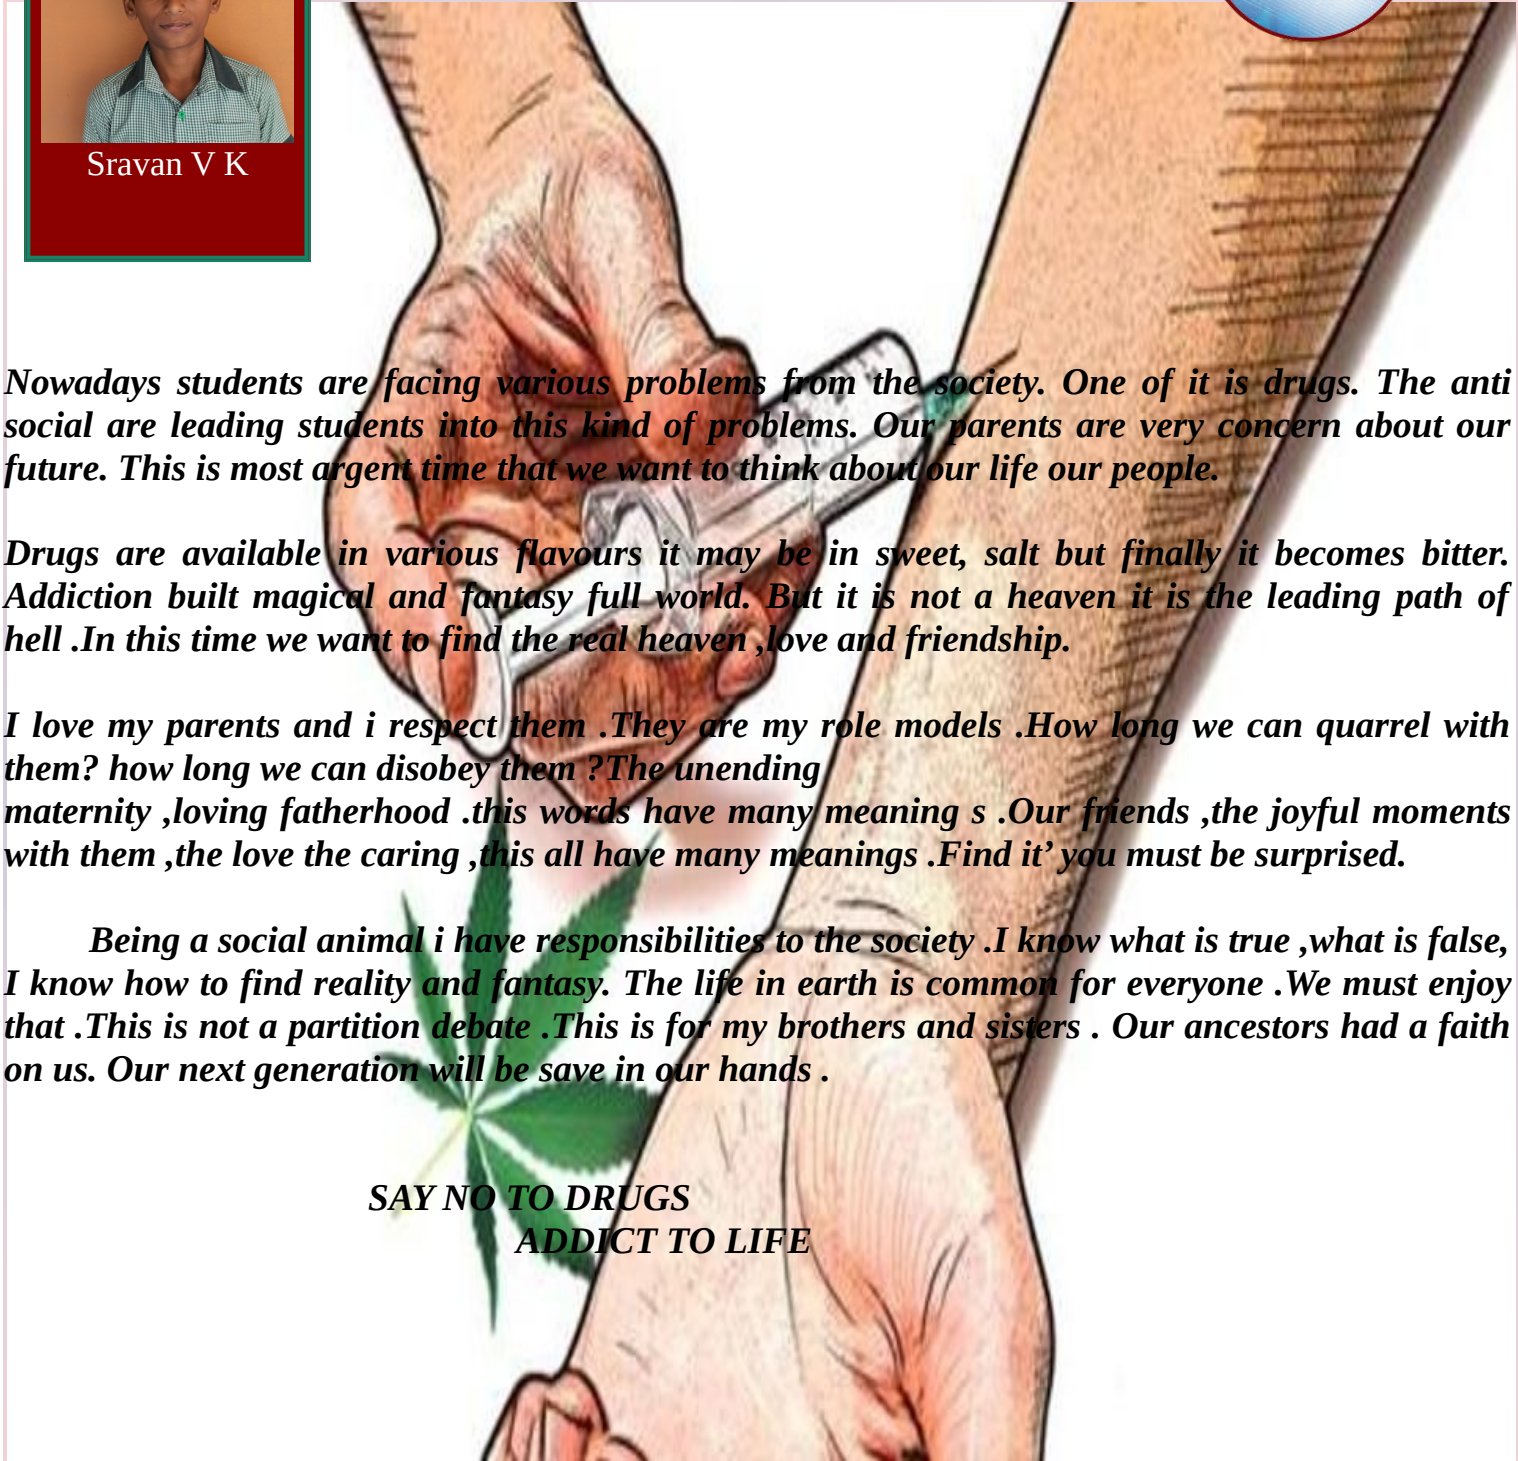 Sravan V K
Nowadays students are facing various problems from the society. One of it is drugs. The anti
social are leading students into this kind of problems. Our parents are very concern about our
future. This is most argent time that we want to think about our life our people.
Drugs are available in various flavours it may be in sweet, salt but finally it becomes bitter.
Addiction built magical and fantasy full world. But it is not a heaven it is the leading path of
hell .In this time we want to find the real heaven ,love and friendship.
I love my parents and i respect them .They are my role models .How long we can quarrel with
them? how long we can disobey them ?The unending
maternity ,loving fatherhood .this words have many meaning s .Our friends ,the joyful moments
with them ,the love the caring ,this all have many meanings .Find it’ you must be surprised.
Being a social animal i have responsibilities to the society .I know what is true ,what is false,
I know how to find reality and fantasy. The life in earth is common for everyone .We must enjoy
that .This is not a partition debate .This is for my brothers and sisters . Our ancestors had a faith
on us. Our next generation will be save in our hands .
SAY NO TO DRUGS
ADDICT TO LIFE